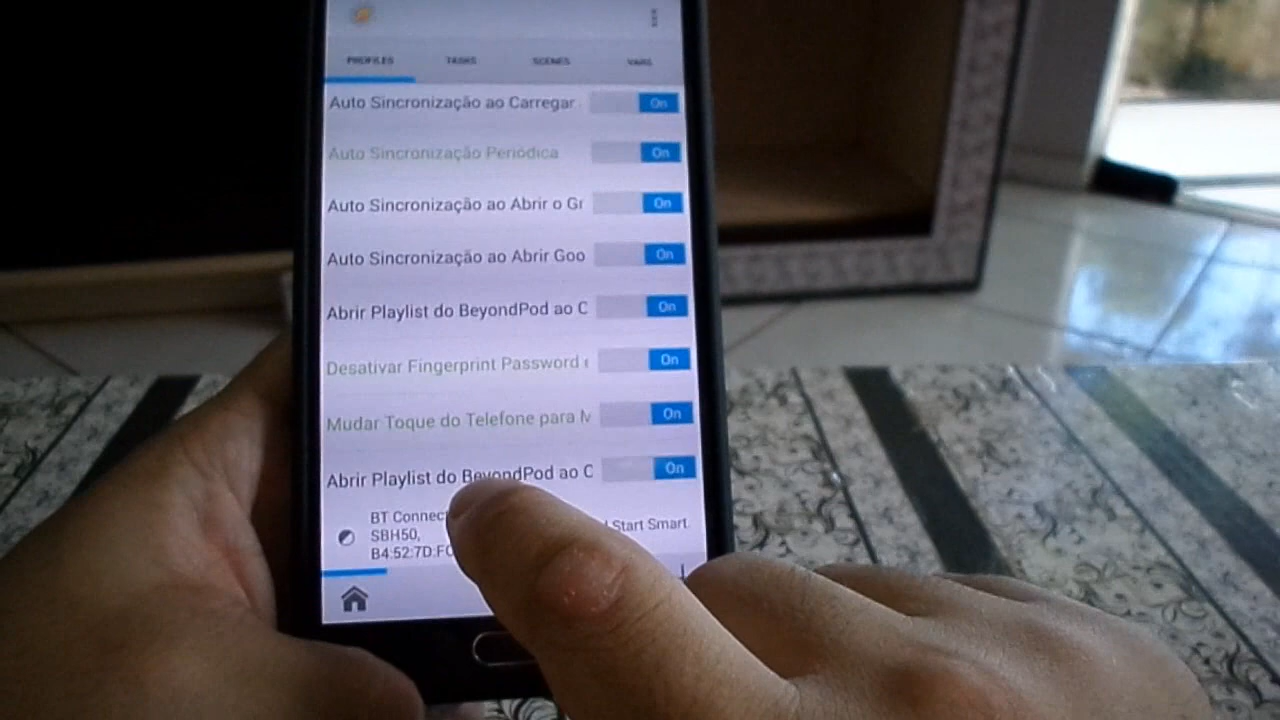 PROFILES TASKS SCENES VARS
Auto Sincronização ao Carregar On
Auto Sincronização Periódica On
Auto Sincronização ao Abrir o Gr On
Auto Sincronização ao Abrir Goo On
Abrir Playlist do BeyondPod ao C On
Desativar Fingerprint Password On
Mudar Toque do Telefone para M On
Abrir Playlist do BeyondPod ao C On
BT Connec
Start Smart
SBH50,
B4:52:7D:FC